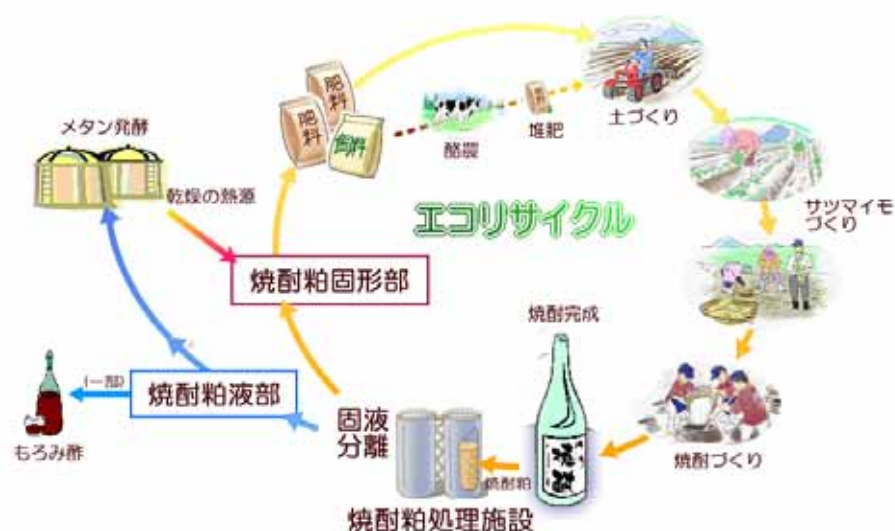 エコリサイクル
肥料
肥料
飼料
酪農
堆肥
土づくり
サツマイモ
づくり
焼酎づくり
焼酎完成
焼酎
焼酎粕
固液
分離
焼酎粕処理施設
焼酎粕液部
(一部)
もろみ酢
メタン発酵
乾燥の熱源
焼酎粕固形部